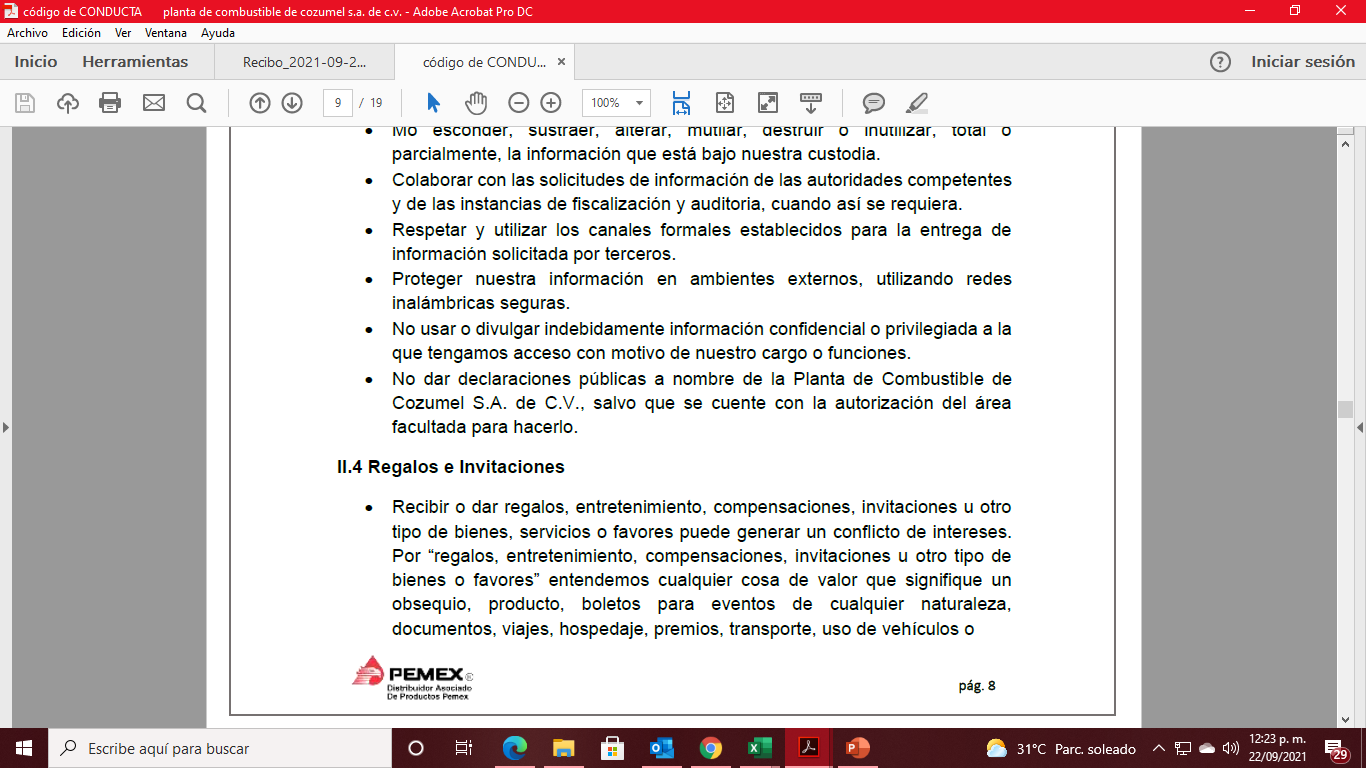 código de CONDUCTA planta de combustible de cozumel s.a. de c.v. - Adobe Acrobat Pro DC
Archivo Edición Ver Ventana Ayuda
Inicio Herramientas Recibo_2021-09-2... código de CONDU... × Iniciar sesión
9 / 19 100%
Mo esconder, sustraer, alterar, mutilar, destruir o inutilizar, total o
parcialmente, la información que está bajo nuestra custodia.
• Colaborar con las solicitudes de información de las autoridades competentes
y de las instancias de fiscalización y auditoria, cuando así se requiera.
• Respetar y utilizar los canales formales establecidos para la entrega de
información solicitada por terceros.
• Proteger nuestra información en ambientes externos, utilizando redes
inalámbricas seguras.
• No usar o divulgar indebidamente información confidencial o privilegiada a la
que tengamos acceso con motivo de nuestro cargo o funciones.
• No dar declaraciones públicas a nombre de la Planta de Combustible de
Cozumel S.A. de C.V., salvo que se cuente con la autorización del área
facultada para hacerlo.
II.4 Regalos e Invitaciones
• Recibir o dar regalos, entretenimiento, compensaciones, invitaciones u otro
tipo de bienes, servicios o favores puede generar un conflicto de intereses.
Por “regalos, entretenimiento, compensaciones, invitaciones u otro tipo de
bienes o favores” entendemos cualquier cosa de valor que signifique un
obsequio, producto, boletos para eventos de cualquier naturaleza,
documentos, viajes, hospedaje, premios, transporte, uso de vehículos o
PEMEX®
Distribuidor Asociado
De Productos Pemex
pág. 8
Escribe aquí para buscar
31°C Parc. soleado
12:23 p. m.
22/09/2021
29